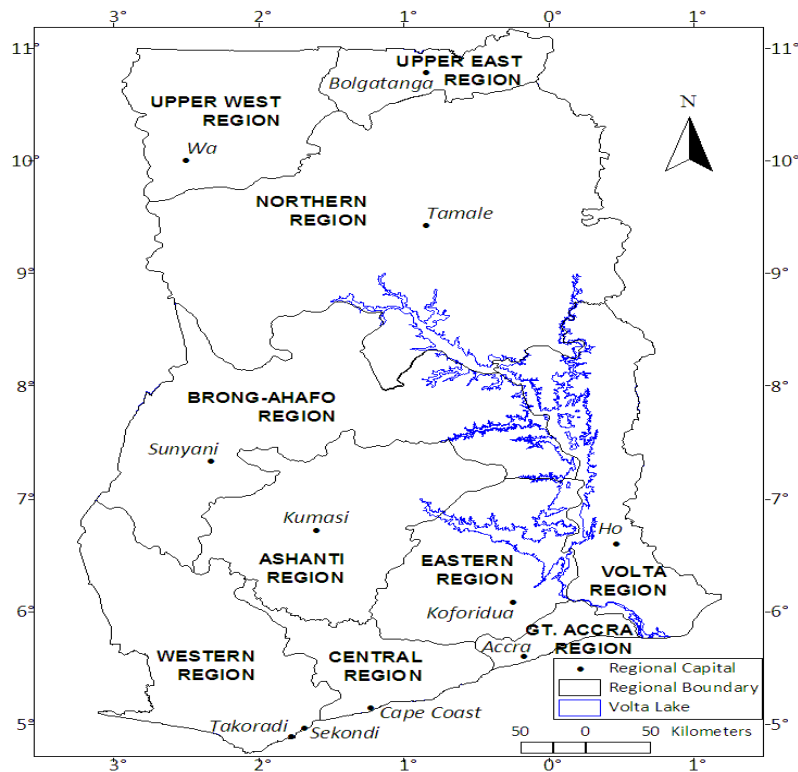 3° 2° 1° 0° 1°
11° 11°
UPPER EAST
REGION
Bolgatanga
UPPER WEST
REGION
N
Wa
10° 10°
NORTHERN
REGION
Tamale
9° 9°
8° 8°
BRONG-AHAFO
REGION
Sunyani
7° 7°
Kumasi
Ho
ASHANTI
REGION
EASTERN
REGION
VOLTA
REGION
Koforidua
6° 6°
GT. ACCRA
REGION
Accra
WESTERN
REGION
CENTRAL
REGION
Regional Capital
Regional Boundary
Volta Lake
Cape Coast
5° 5°
Takoradi
Sekondi
50 0 50 Kilometers
3° 2° 1° 0° 1°